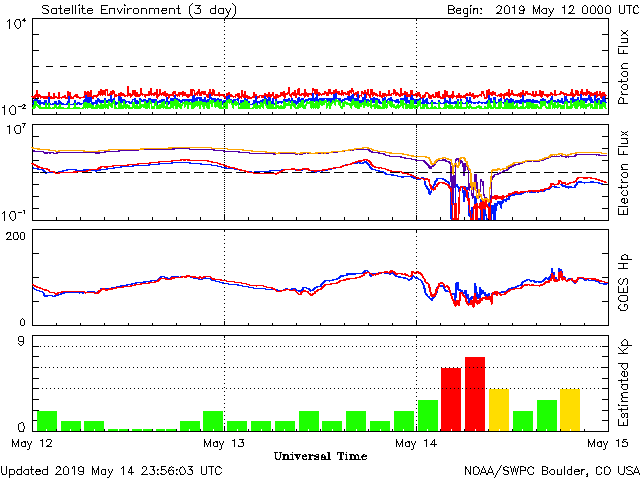 Satellite Environment (3 day) Begin: 2019 May 12 0000 UTC
10⁴
10⁻²
Proton Flux
10⁷
10⁻¹
Electron Flux
200
0
GOES Hp
9
0
Estimated Kp
May 12 May 13 May 14 May 15
Universal Time
Updated 2019 May 14 23:56:03 UTC NOAA/SWPC Boulder, CO USA